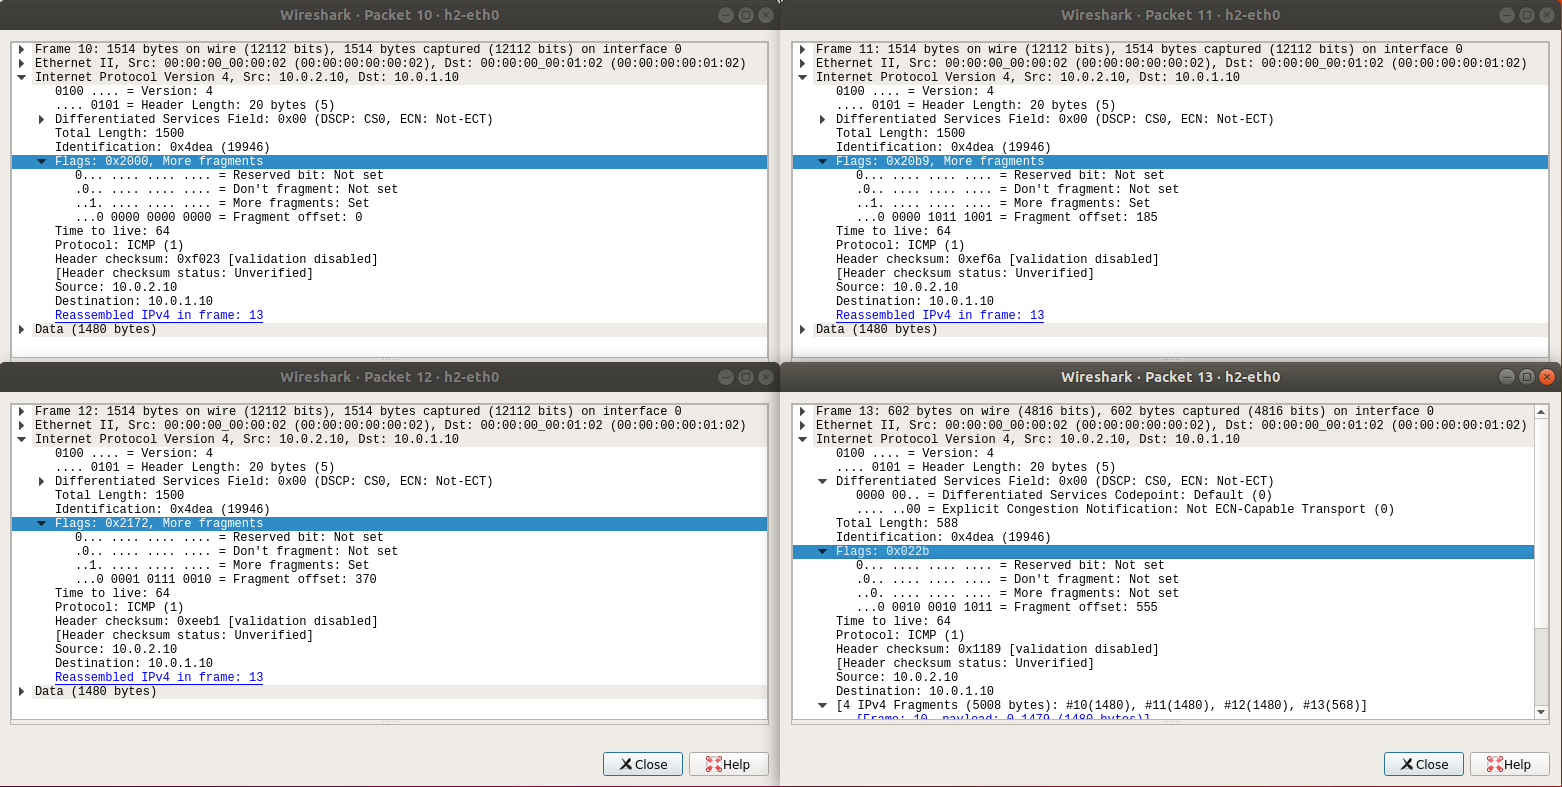 Wireshark · Packet 10 · h2-eth0
Frame 10: 1514 bytes on wire (12112 bits), 1514 bytes captured (12112 bits) on interface 0
Ethernet II, Src: 00:00:00_00:00:02 (00:00:00:00:00:02), Dst: 00:00:00_00:01:02 (00:00:00:00:01:02)
Internet Protocol Version 4, Src: 10.0.2.10, Dst: 10.0.1.10
0100 .... = Version: 4
.... 0101 = Header Length: 20 bytes (5)
Differentiated Services Field: 0x00 (DSCP: CS0, ECN: Not-ECT)
Total Length: 1500
Identification: 0x4dea (19946)
Flags: 0x2000, More fragments
0... .... .... .... = Reserved bit: Not set
.0.. .... .... .... = Don't fragment: Not set
..1. .... .... .... = More fragments: Set
...0 0000 0000 0000 = Fragment offset: 0
Time to live: 64
Protocol: ICMP (1)
Header checksum: 0xf023 [validation disabled]
[Header checksum status: Unverified]
Source: 10.0.2.10
Destination: 10.0.1.10
Reassembled IPv4 in frame: 13
Data (1480 bytes)
Wireshark · Packet 11 · h2-eth0
Frame 11: 1514 bytes on wire (12112 bits), 1514 bytes captured (12112 bits) on interface 0
Ethernet II, Src: 00:00:00_00:00:02 (00:00:00:00:00:02), Dst: 00:00:00_00:01:02 (00:00:00:00:01:02)
Internet Protocol Version 4, Src: 10.0.2.10, Dst: 10.0.1.10
0100 .... = Version: 4
.... 0101 = Header Length: 20 bytes (5)
Differentiated Services Field: 0x00 (DSCP: CS0, ECN: Not-ECT)
Total Length: 1500
Identification: 0x4dea (19946)
Flags: 0x20b9, More fragments
0... .... .... .... = Reserved bit: Not set
.0.. .... .... .... = Don't fragment: Not set
..1. .... .... .... = More fragments: Set
...0 0000 1011 1001 = Fragment offset: 185
Time to live: 64
Protocol: ICMP (1)
Header checksum: 0xef6a [validation disabled]
[Header checksum status: Unverified]
Source: 10.0.2.10
Destination: 10.0.1.10
Reassembled IPv4 in frame: 13
Data (1480 bytes)
Wireshark · Packet 12 · h2-eth0
Frame 12: 1514 bytes on wire (12112 bits), 1514 bytes captured (12112 bits) on interface 0
Ethernet II, Src: 00:00:00_00:00:02 (00:00:00:00:00:02), Dst: 00:00:00_00:01:02 (00:00:00:00:01:02)
Internet Protocol Version 4, Src: 10.0.2.10, Dst: 10.0.1.10
0100 .... = Version: 4
.... 0101 = Header Length: 20 bytes (5)
Differentiated Services Field: 0x00 (DSCP: CS0, ECN: Not-ECT)
Total Length: 1500
Identification: 0x4dea (19946)
Flags: 0x2172, More fragments
0... .... .... .... = Reserved bit: Not set
.0.. .... .... .... = Don't fragment: Not set
..1. .... .... .... = More fragments: Set
...0 0001 0111 0010 = Fragment offset: 370
Time to live: 64
Protocol: ICMP (1)
Header checksum: 0xeeb1 [validation disabled]
[Header checksum status: Unverified]
Source: 10.0.2.10
Destination: 10.0.1.10
Reassembled IPv4 in frame: 13
Data (1480 bytes)
Close
Help
Wireshark · Packet 13 · h2-eth0
Frame 13: 602 bytes on wire (4816 bits), 602 bytes captured (4816 bits) on interface 0
Ethernet II, Src: 00:00:00_00:00:02 (00:00:00:00:00:02), Dst: 00:00:00_00:01:02 (00:00:00:00:01:02)
Internet Protocol Version 4, Src: 10.0.2.10, Dst: 10.0.1.10
0100 .... = Version: 4
.... 0101 = Header Length: 20 bytes (5)
Differentiated Services Field: 0x00 (DSCP: CS0, ECN: Not-ECT)
0000 00.. = Differentiated Services Codepoint: Default (0)
.... ..00 = Explicit Congestion Notification: Not ECN-Capable Transport (0)
Total Length: 588
Identification: 0x4dea (19946)
Flags: 0x022b
0... .... .... .... = Reserved bit: Not set
.0.. .... .... .... = Don't fragment: Not set
..0. .... .... .... = More fragments: Not set
...0 0010 0010 1011 = Fragment offset: 555
Time to live: 64
Protocol: ICMP (1)
Header checksum: 0x1189 [validation disabled]
[Header checksum status: Unverified]
Source: 10.0.2.10
Destination: 10.0.1.10
[4 IPv4 Fragments (5008 bytes): #10(1480), #11(1480), #12(1480), #13(568)]
[Frame: 10, payload: 0-1479 (1480 bytes)]
Close
Help